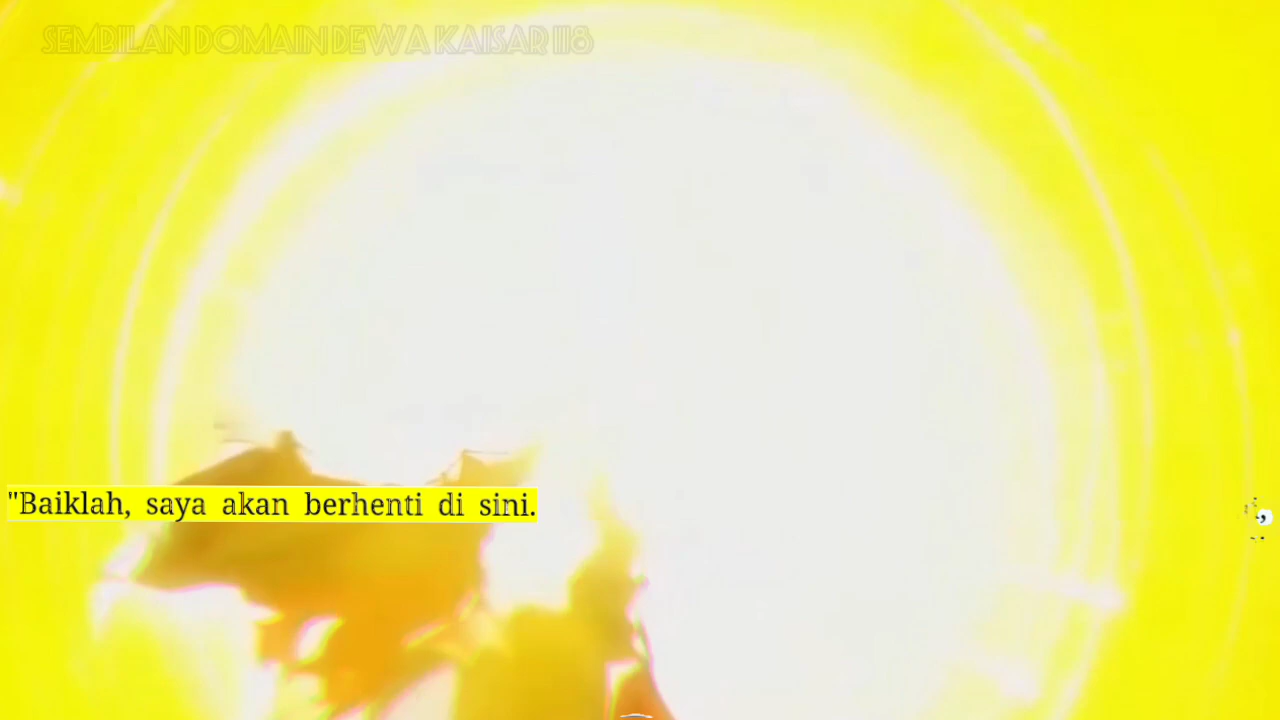 SEMBILAN DOMAIN DEWA KAISAR 118
"Baiklah, saya akan berhenti di sini.